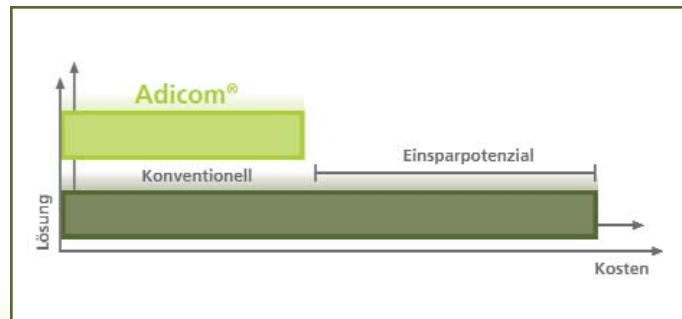 Adicom®
Einsparpotenzial
Konventionell
Lösung
Kosten